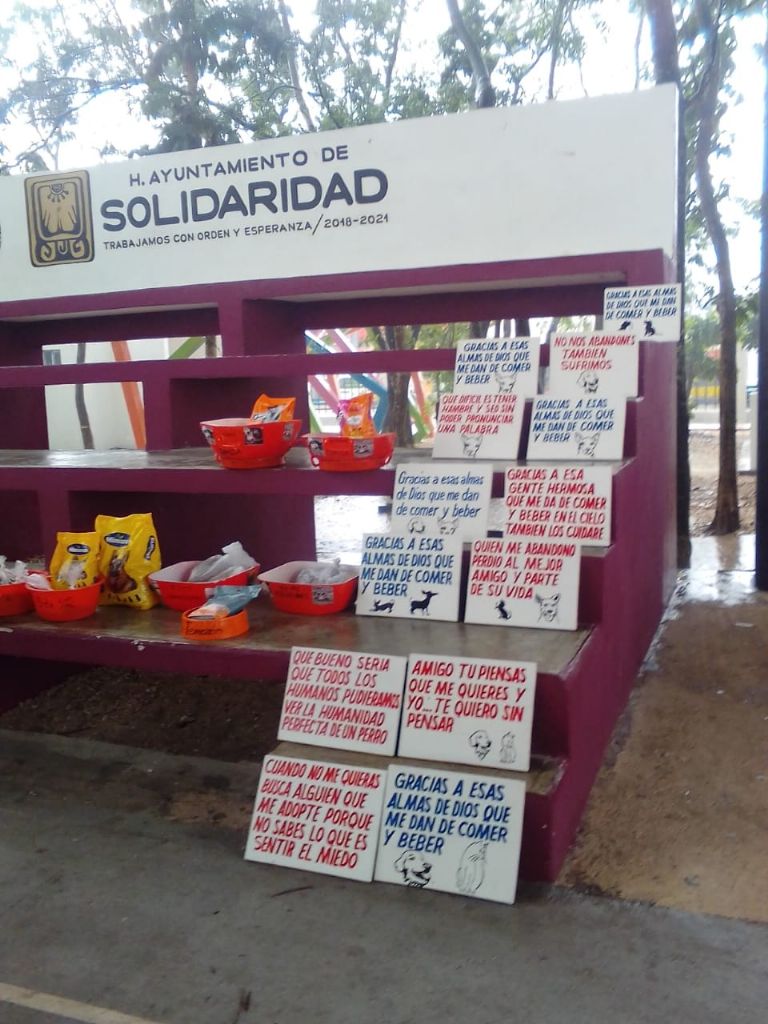 H. AYUNTAMIENTO DE
SOLIDARIDAD
TRABAJAMOS CON ORDEN Y ESPERANZA/2018-2021
GRACIAS A ESAS ALMAS
DE DIOS QUE ME DAN
DE COMER Y BEBER
GRACIAS A ESAS
ALMAS DE DIOS QUE
ME DAN DE COMER
Y BEBER
NO NOS ABANDONES
TAMBIEN
SUFRIMOS
QUE DIFICIL ES TENER
HAMBRE Y SED SIN
PODER PRONUNCIAR
UNA PALABRA
GRACIAS A ESAS
ALMAS DE DIOS QUE
ME DAN DE COMER
Y BEBER
Gracias a esas almas
de Dios que me dan
de comer y beber
GRACIAS A ESA
GENTE HERMOSA
QUE ME DA DE COMER
Y BEBER EN EL CIELO
TAMBIEN LOS CUIDARE
GRACIAS A ESAS
ALMAS DE DIOS QUE
ME DAN DE COMER Y
BEBER
QUIEN ME ABANDONO
PERDIO AL MEJOR
AMIGO Y PARTE
DE SU VIDA
QUE BUENO SERIA
QUE TODOS LOS
HUMANOS PUDIERAMOS
VER LA HUMANIDAD
PERFECTA DE UN PERRO
AMIGO TU PIENSAS
QUE ME QUIERES Y
YO... TE QUIERO SIN
PENSAR
CUANDO NO ME QUIERAS
BUSCA ALGUIEN QUE
ME ADOPTE PORQUE
NO SABES LO QUE ES
SENTIR EL MIEDO
GRACIAS A ESAS
ALMAS DE DIOS QUE
ME DAN DE COMER
Y BEBER